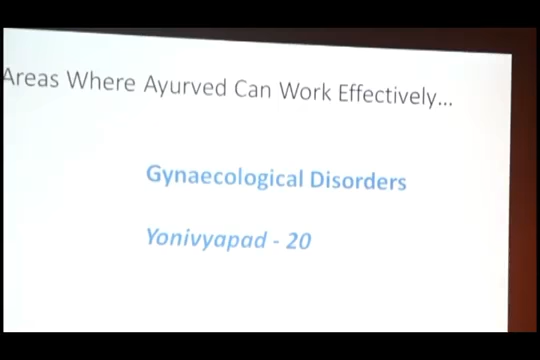 Areas Where Ayurved Can Work Effectively...
Gynaecological Disorders
Yonivyapad - 20